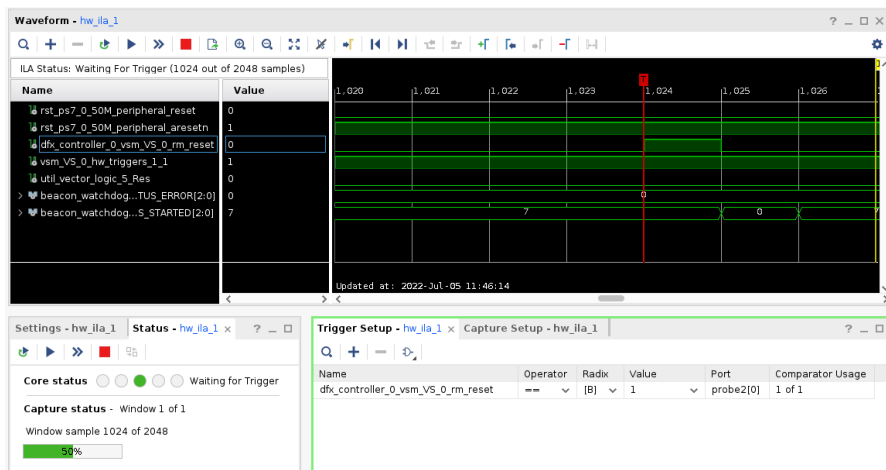 Waveform - hw_ila_1
ILA Status: Waiting For Trigger (1024 out of 2048 samples)
Name Value
1,020 1,021 1,022 1,023 1,024 1,025 1,026
rst_ps7_0_50M_peripheral_reset 0
rst_ps7_0_50M_peripheral_aresetn 1
dfx_controller_0_vsm_VS_0_rm_reset 0
vsm_VS_0_hw_triggers_1_1 1
util_vector_logic_5_Res 0
beacon_watchdog...TUS_ERROR[2:0] 0 0
beacon_watchdog...S_STARTED[2:0] 7 7 0 7
Updated at: 2022-Jul-05 11:46:14
Settings - hw_ila_1 Status - hw_ila_1
Core status Waiting for Trigger
Capture status - Window 1 of 1
Window sample 1024 of 2048
50%
Trigger Setup - hw_ila_1 Capture Setup - hw_ila_1
Name Operator Radix Value Port Comparator Usage
dfx_controller_0_vsm_VS_0_rm_reset == [B] 1 probe2[0] 1 of 1